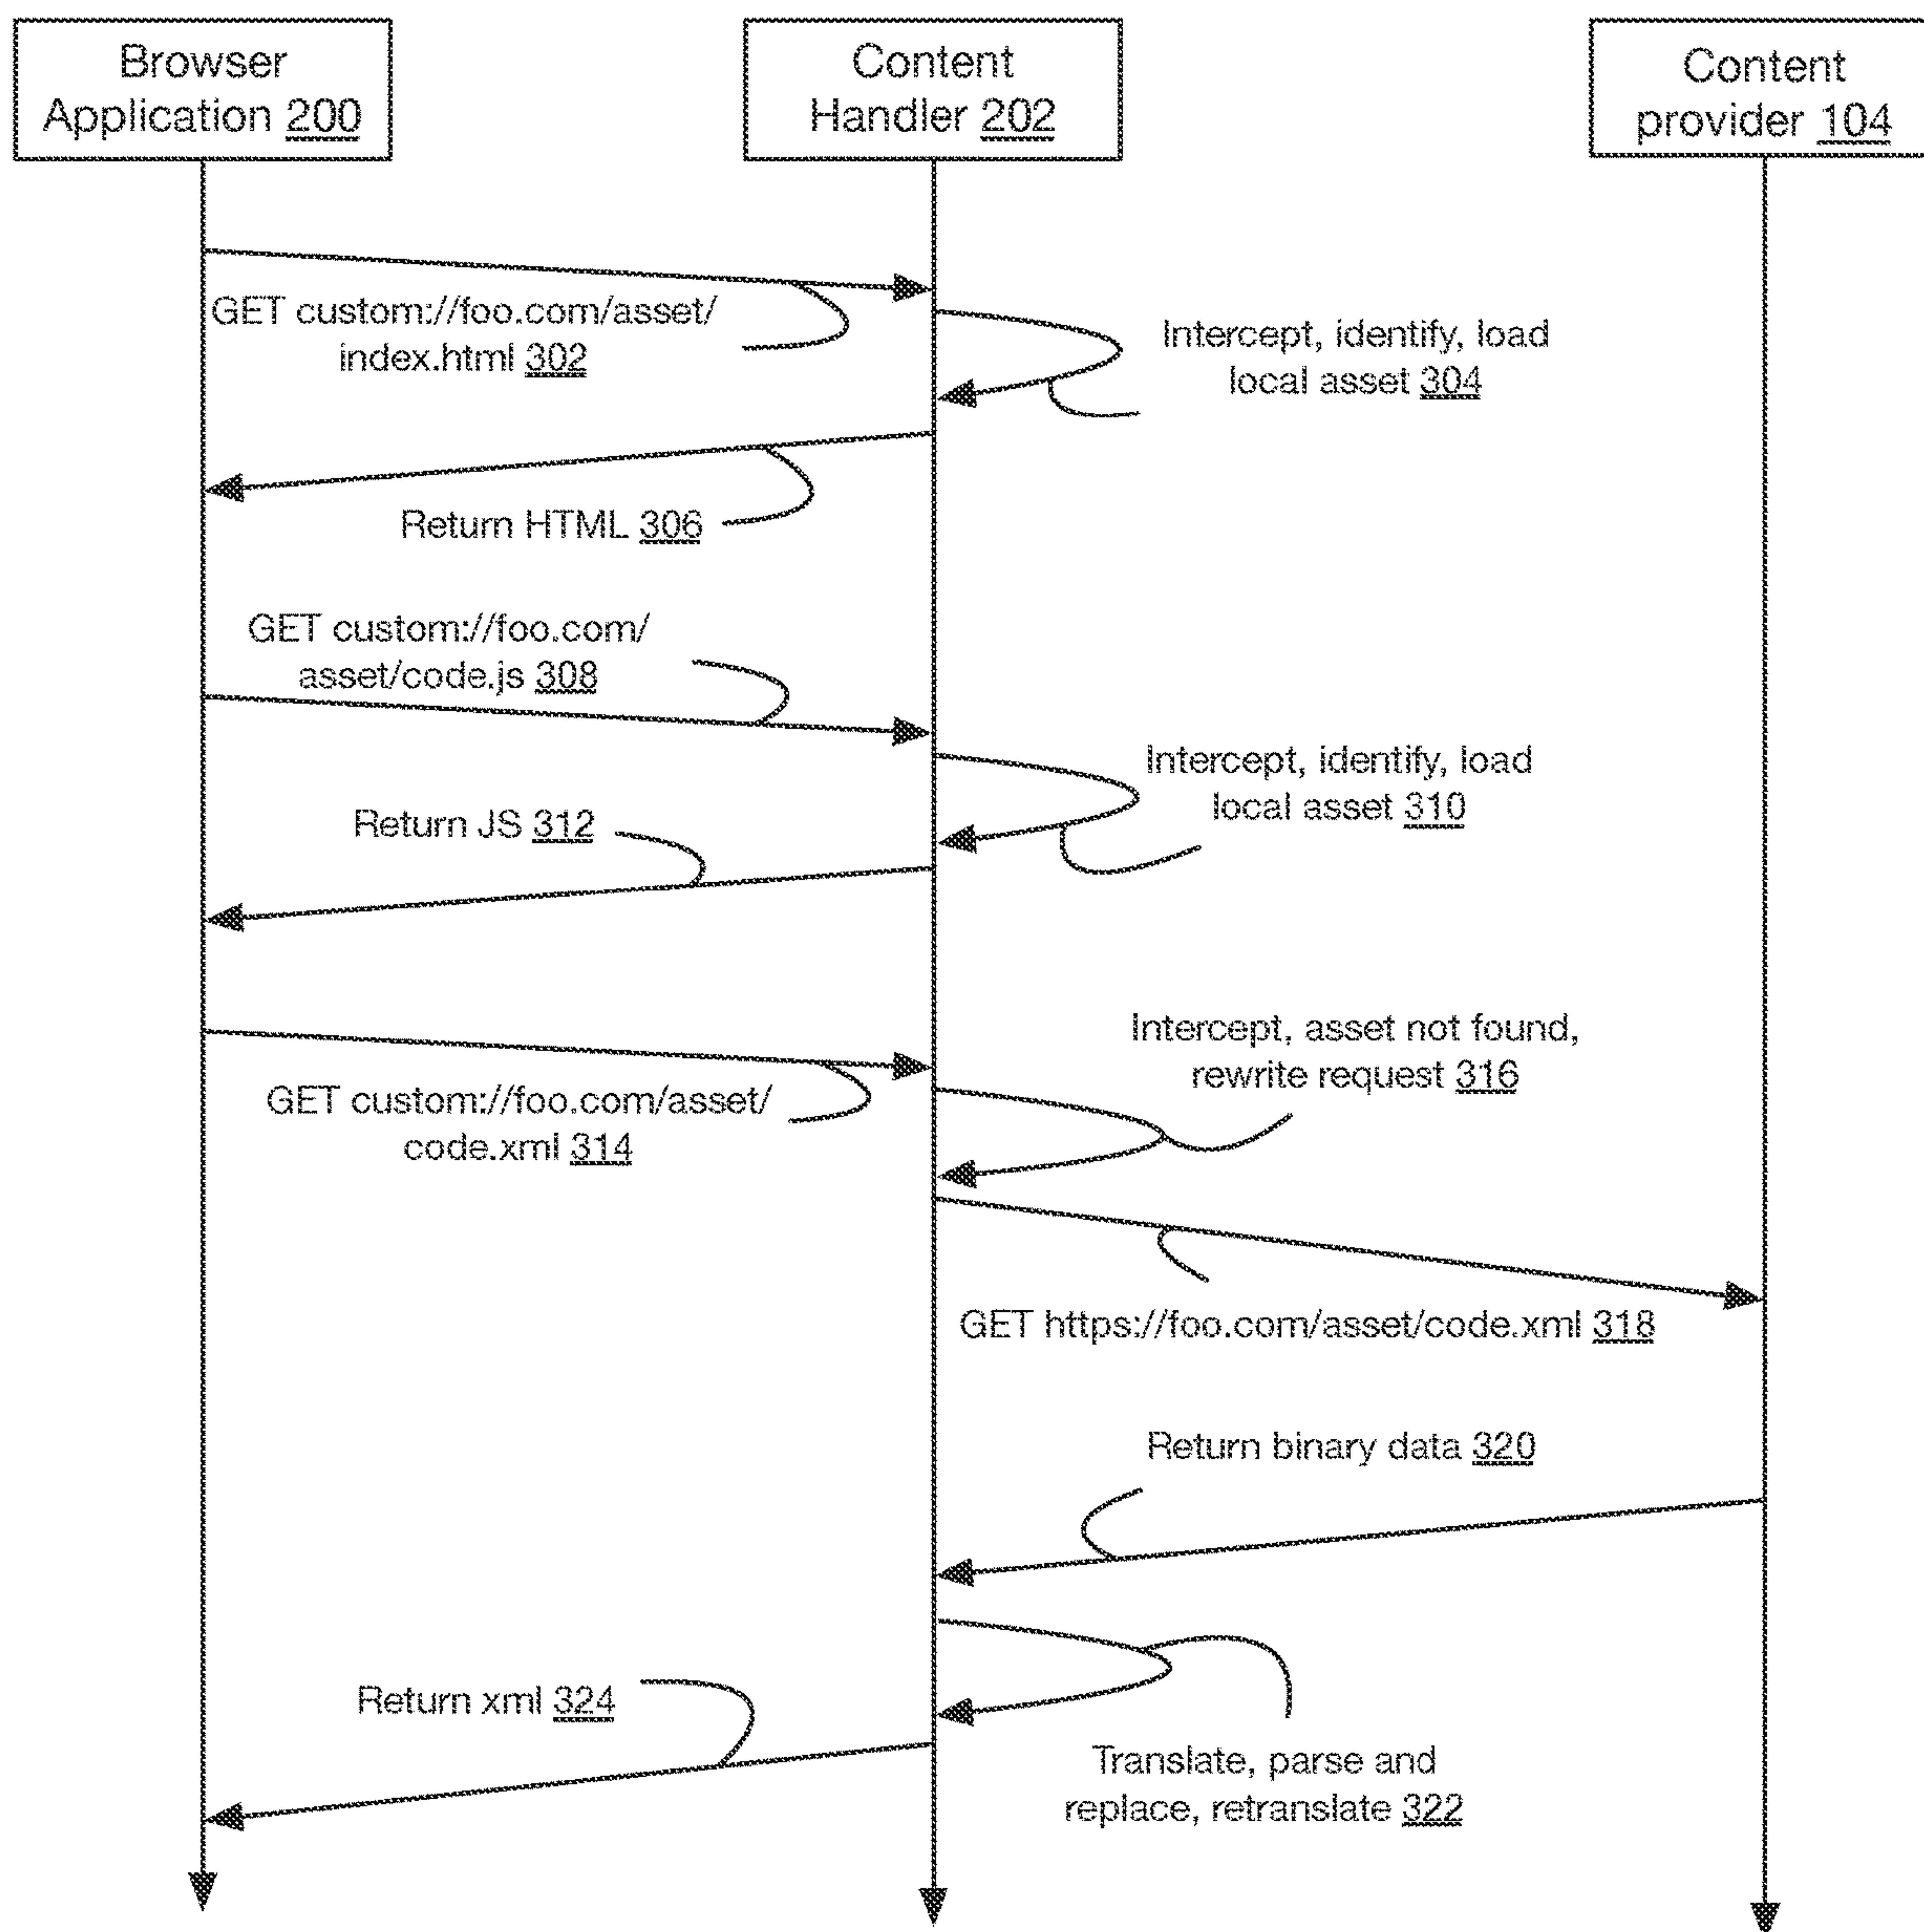 Browser
Application 200
Content
Handler 202
Content
provider 104
GET custom://foo.com/asset/
index.html 302
Intercept, identify, load
local asset 304
Return HTML 306
GET custom://foo.com/
asset/code.js 308
Intercept, identify, load
local asset 310
Return JS 312
Intercept, asset not found,
rewrite request 316
GET custom://foo.com/asset/
code.xml 314
GET https://foo.com/asset/code.xml 318
Return binary data 320
Return xml 324
Translate, parse and
replace, retranslate 322